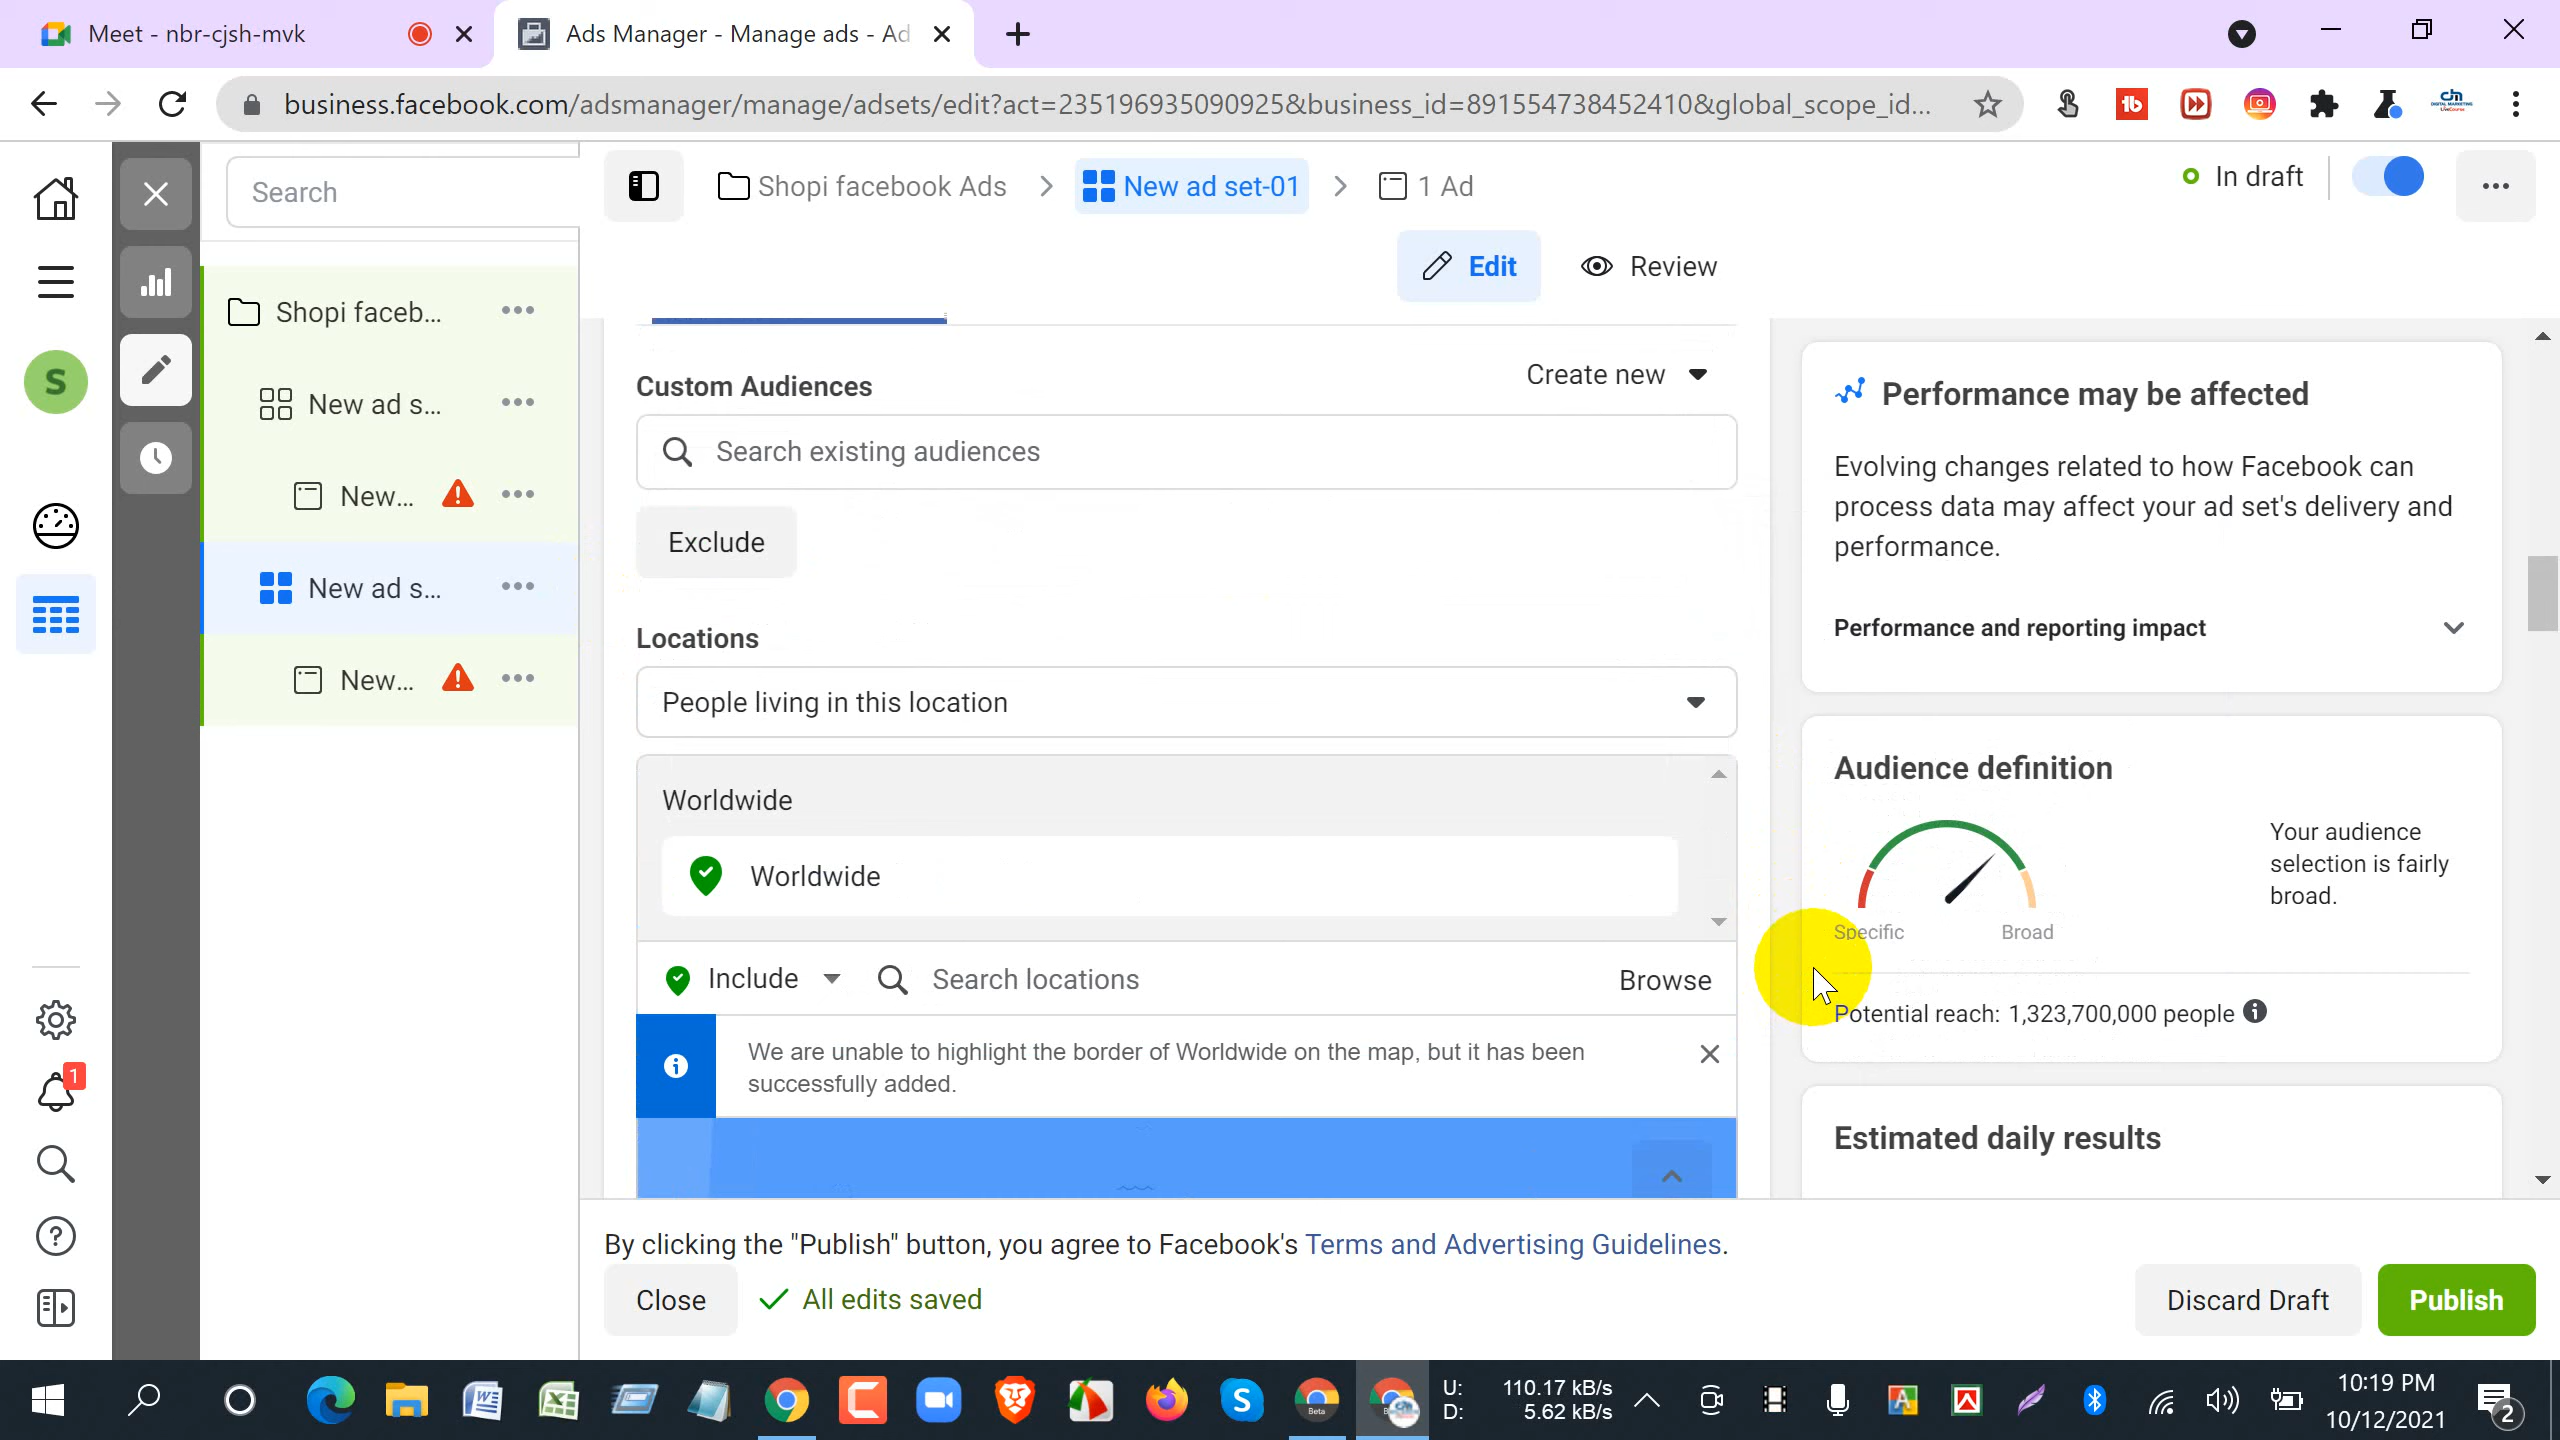 Meet - nbr-cjsh-mvk
Ads Manager - Manage ads - Ad
business.facebook.com/adsmanager/manage/adsets/edit?act=235196935090925&business_id=891554738452410&global_scope_id...
Search
Shopi facebook Ads
New ad set-01
1 Ad
In draft
Edit
Review
S
Shopi faceb...
New ad s...
New...
New ad s...
New...
Custom Audiences
Create new
Search existing audiences
Exclude
Locations
People living in this location
Worldwide
Worldwide
Include
Search locations
Browse
We are unable to highlight the border of Worldwide on the map, but it has been
successfully added.
Performance may be affected
Evolving changes related to how Facebook can
process data may affect your ad set's delivery and
performance.
Performance and reporting impact
Audience definition
Your audience
selection is fairly
broad.
Specific
Broad
Potential reach: 1,323,700,000 people
Estimated daily results
1
By clicking the "Publish" button, you agree to Facebook's Terms and Advertising Guidelines.
Close
All edits saved
Discard Draft
Publish
U: 110.17 kB/s
D: 5.62 kB/s
10:19 PM
10/12/2021
2